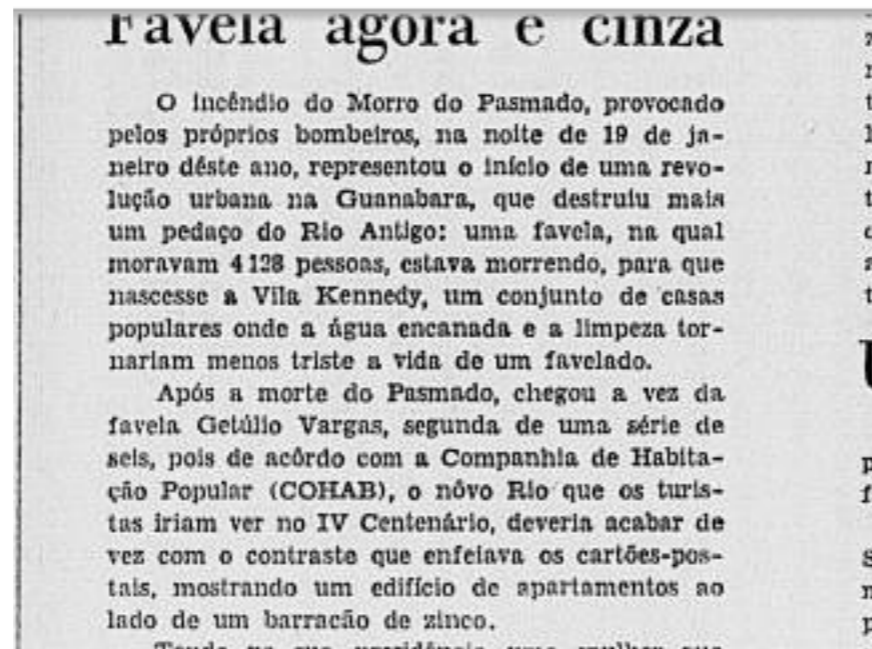 Favela agora é cinza
O incêndio do Morro do Pasmado, provocado
pelos próprios bombeiros, na noite de 19 de ja-
neiro dêste ano, representou o início de uma revo-
lução urbana na Guanabara, que destruiu mais
um pedaço do Rio Antigo: uma favela, na qual
moravam 4 128 pessoas, estava morrendo, para que
nascesse a Vila Kennedy, um conjunto de casas
populares onde a água encanada e a limpeza tor-
nariam menos triste a vida de um favelado.
Após a morte do Pasmado, chegou a vez da
favela Getúlio Vargas, segunda de uma série de
seis, pois de acôrdo com a Companhia de Habita-
ção Popular (COHAB), o nôvo Rio que os turis-
tas iriam ver no IV Centenário, deveria acabar de
vez com o contraste que enfeiava os cartões-pos-
tais, mostrando um edifício de apartamentos ao
lado de um barracão de zinco.